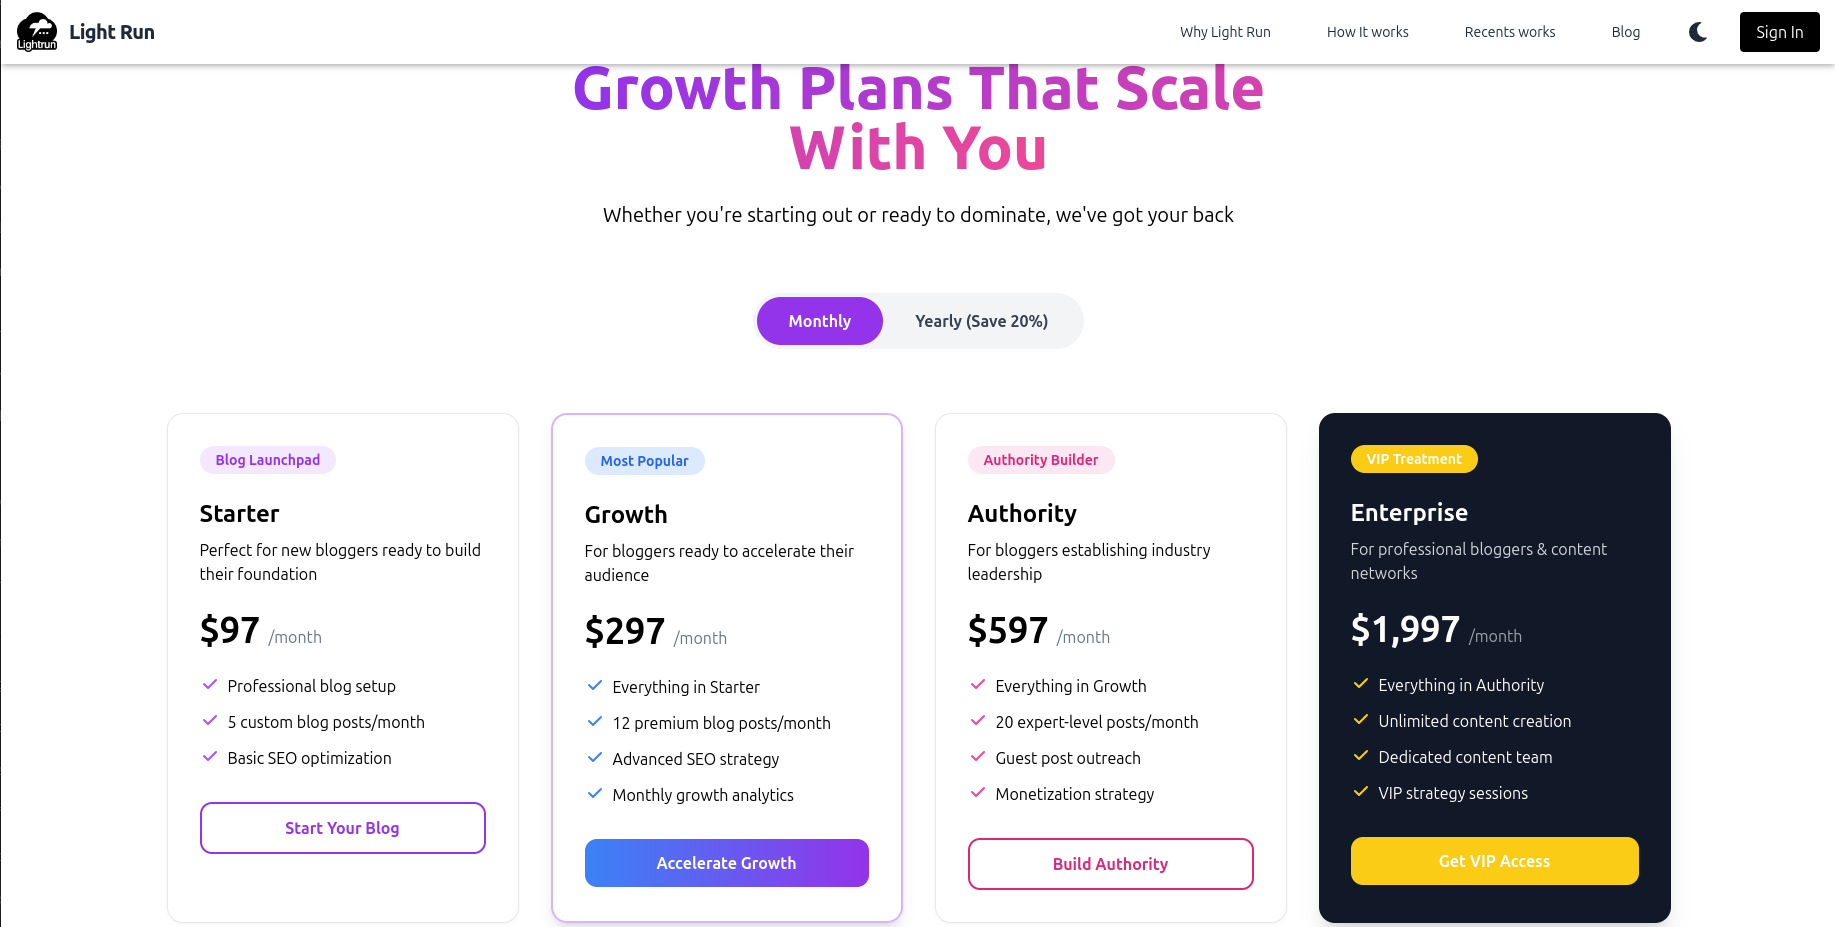 Lightrun
Light Run
Why Light Run
How It works
Recents works
Blog
Sign In
Growth Plans That Scale
With You
Whether you're starting out or ready to dominate, we've got your back
Monthly
Yearly (Save 20%)
Blog Launchpad
Starter
Perfect for new bloggers ready to build
their foundation
$97 /month
Professional blog setup
5 custom blog posts/month
Basic SEO optimization
Start Your Blog
Most Popular
Growth
For bloggers ready to accelerate their
audience
$297 /month
Everything in Starter
12 premium blog posts/month
Advanced SEO strategy
Monthly growth analytics
Accelerate Growth
Authority Builder
Authority
For bloggers establishing industry
leadership
$597 /month
Everything in Growth
20 expert-level posts/month
Guest post outreach
Monetization strategy
Build Authority
VIP Treatment
Enterprise
For professional bloggers & content
networks
$1,997 /month
Everything in Authority
Unlimited content creation
Dedicated content team
VIP strategy sessions
Get VIP Access